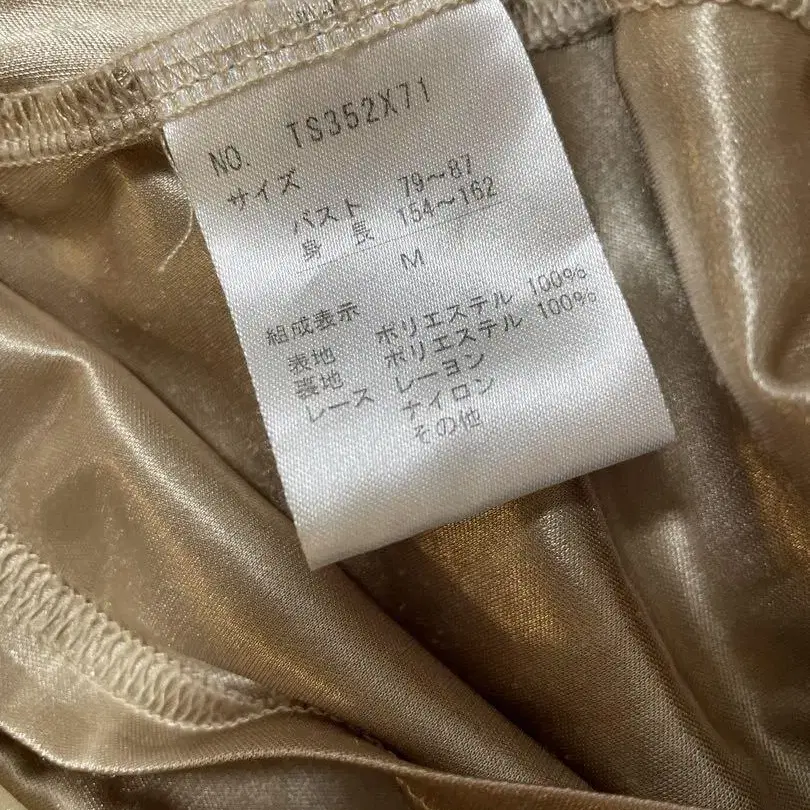 NO. TS352X71
サイズ
バスト 79～87
身長 154～162
M
組成表示
表地 ポリエステル 100%
裏地 ポリエステル 100%
レース レーヨン
ナイロン
その他